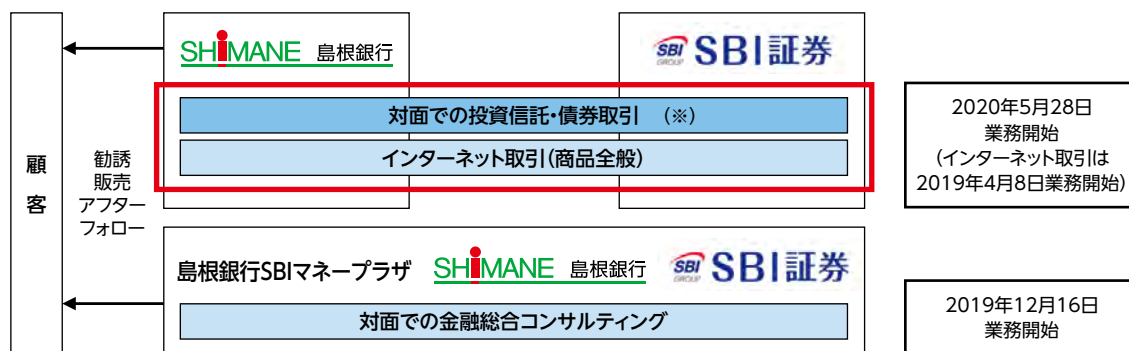 SHiMANE 島根銀行
SBI GROUP SBI証券
対面での投資信託・債券取引 (※)
インターネット取引(商品全般)
2020年5月28日
業務開始
(インターネット取引は
2019年4月8日業務開始)
顧客
勧誘
販売
アフター
フォロー
島根銀行SBIマネープラザ SHiMANE 島根銀行 SBI GROUP SBI証券
対面での金融総合コンサルティング
2019年12月16日
業務開始